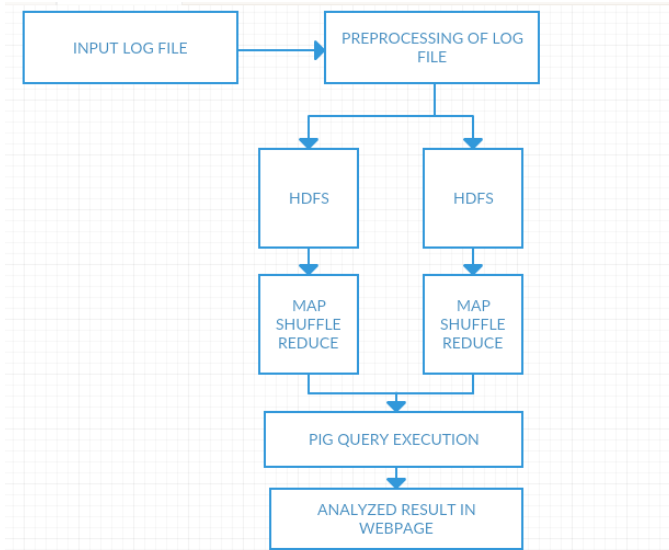 INPUT LOG FILE
PREPROCESSING OF LOG
FILE
HDFS
HDFS
MAP
SHUFFLE
REDUCE
MAP
SHUFFLE
REDUCE
PIG QUERY EXECUTION
ANALYZED RESULT IN
WEBPAGE